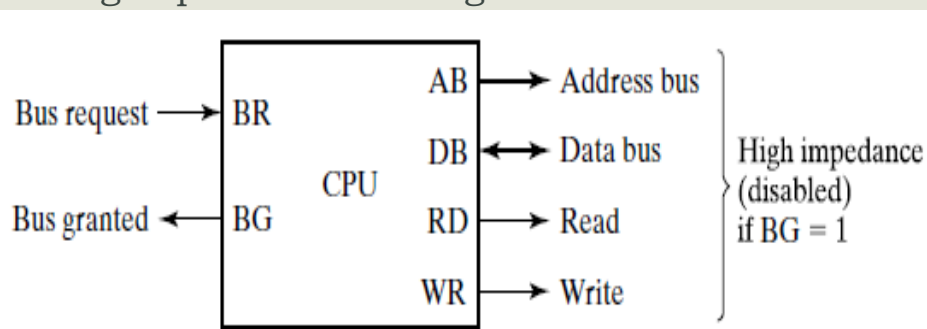 Bus request
BR
Bus granted
BG
CPU
AB
Address bus
DB
Data bus
RD
Read
WR
Write
High impedance
(disabled)
if BG = 1